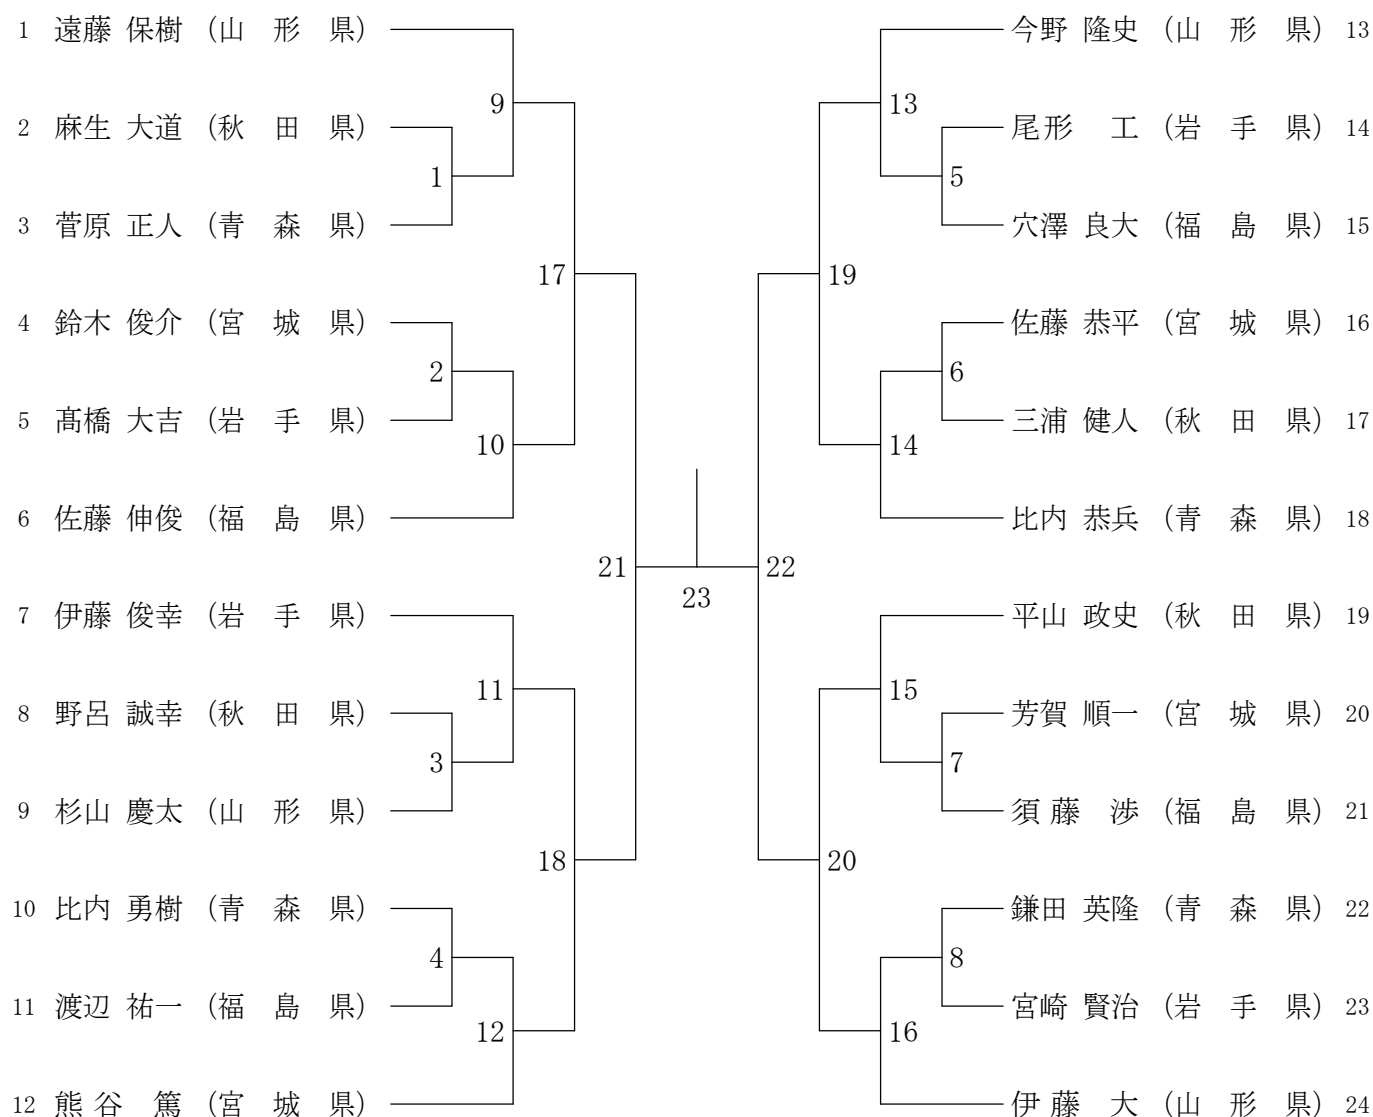 1 遠藤 保樹 (山 形 県)
9
2 麻生 大道 (秋 田 県)
1
3 菅原 正人 (青 森 県)
17
4 鈴木 俊介 (宮 城 県)
2
5 髙橋 大吉 (岩 手 県)
10
6 佐藤 伸俊 (福 島 県)
21
7 伊藤 俊幸 (岩 手 県)
11
8 野呂 誠幸 (秋 田 県)
3
9 杉山 慶太 (山 形 県)
18
10 比内 勇樹 (青 森 県)
4
11 渡辺 祐一 (福 島 県)
12
12 熊谷 篤 (宮 城 県)
23
今野 隆史 (山 形 県) 13
13
尾形 工 (岩 手 県) 14
5
穴澤 良大 (福 島 県) 15
19
佐藤 恭平 (宮 城 県) 16
6
三浦 健人 (秋 田 県) 17
14
比内 恭兵 (青 森 県) 18
22
平山 政史 (秋 田 県) 19
15
芳賀 順一 (宮 城 県) 20
7
須藤 渉 (福 島 県) 21
20
鎌田 英隆 (青 森 県) 22
8
宮崎 賢治 (岩 手 県) 23
16
伊藤 大 (山 形 県) 24